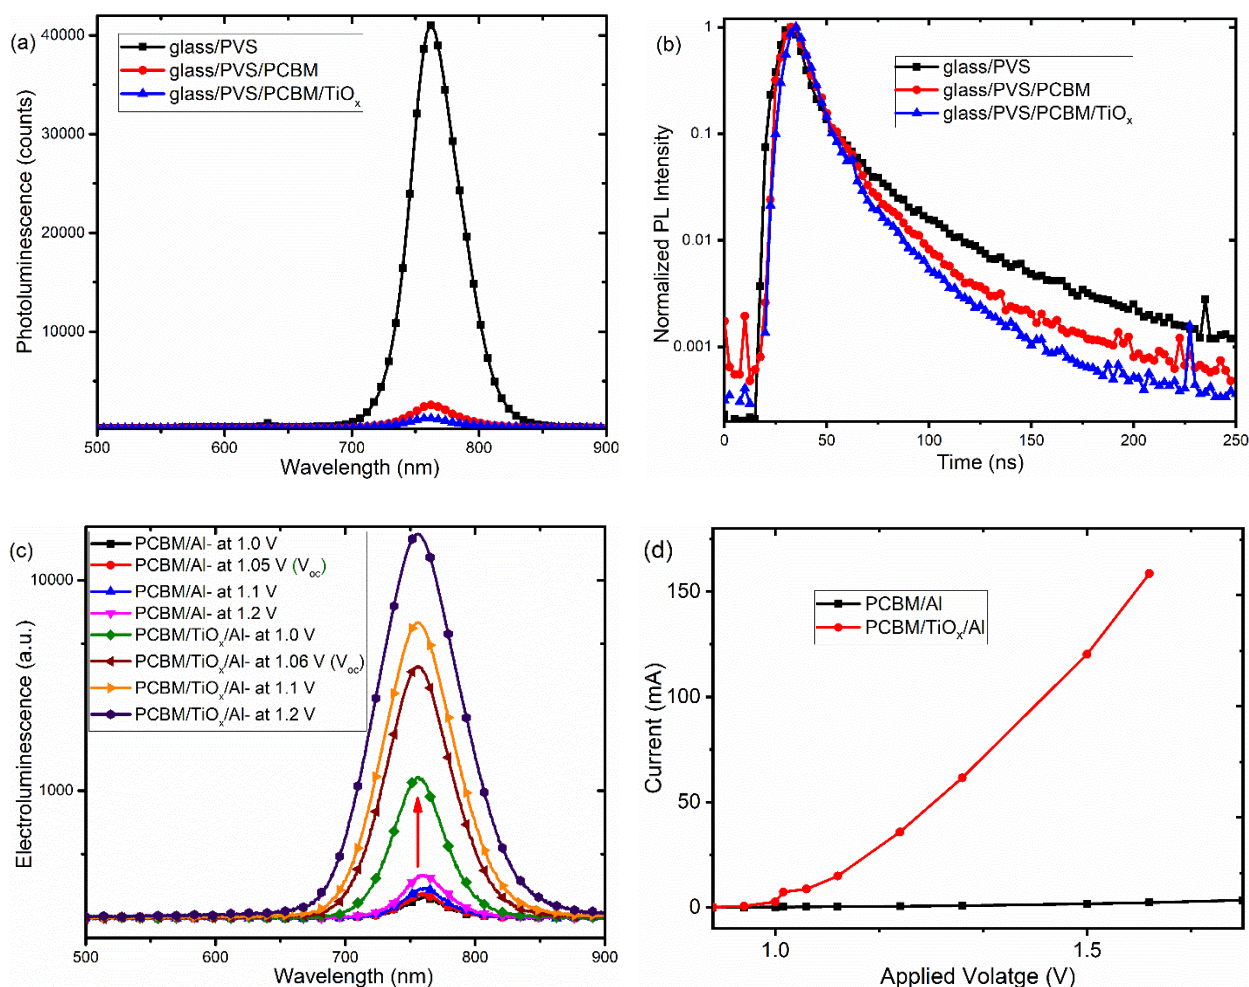 (a)
glass/PVS
glass/PVS/PCBM
glass/PVS/PCBM/TiOₓ
40000
30000
20000
10000
Photoluminescence (counts)
500
600
700
800
900
Wavelength (nm)
(b)
glass/PVS
glass/PVS/PCBM
glass/PVS/PCBM/TiOₓ
1
0.1
0.01
0.001
Normalized PL Intensity
0
50
100
150
200
250
Time (ns)
(c)
PCBM/Al- at 1.0 V
PCBM/Al- at 1.05 V (Voc)
PCBM/Al- at 1.1 V
PCBM/Al- at 1.2 V
PCBM/TiOₓ/Al- at 1.0 V
PCBM/TiOₓ/Al- at 1.06 V (Voc)
PCBM/TiOₓ/Al- at 1.1 V
PCBM/TiOₓ/Al- at 1.2 V
10000
1000
Electroluminescence (a.u.)
500
600
700
800
900
Wavelength (nm)
(d)
PCBM/Al
PCBM/TiOₓ/Al
150
100
50
0
Current (mA)
1.0
1.5
Applied Volatge (V)